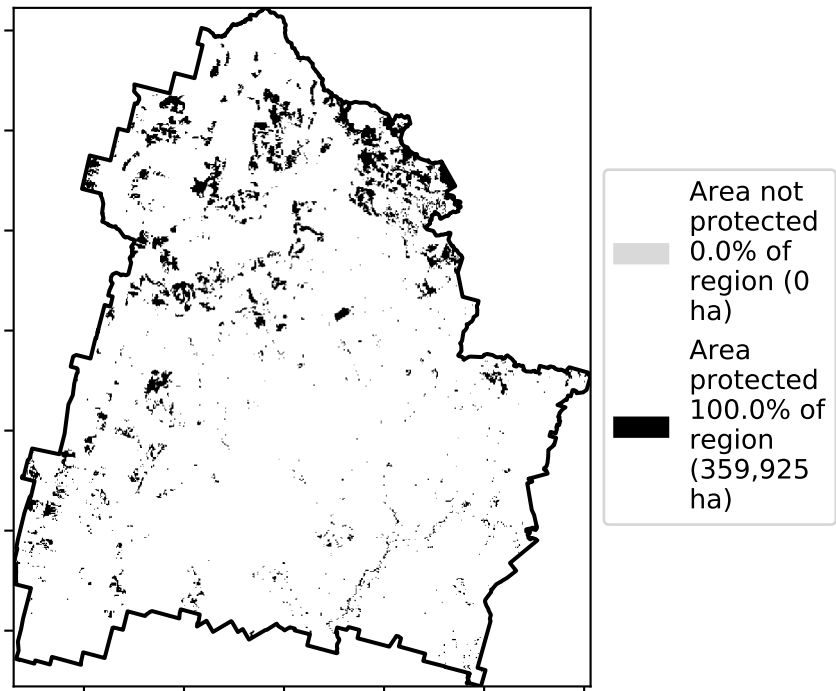 Area not
protected
0.0% of
region (0
ha)
Area
protected
100.0% of
region
(359,925
ha)